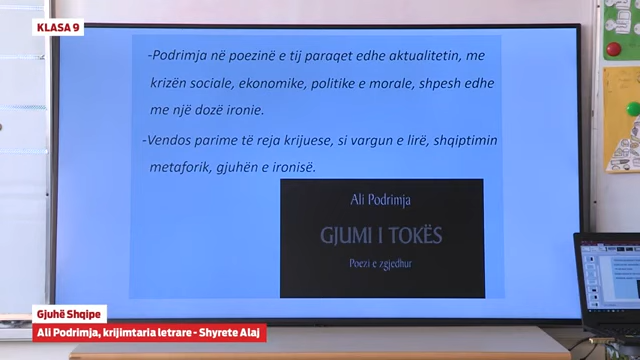 KLASA 9
-Podrimja në poezinë e tij paraqet edhe aktualitetin, me
krizën sociale, ekonomike, politike e morale, shpesh edhe
me një dozë ironie.
-Vendos parime të reja krijuese, si vargun e lirë, shqiptimin
metaforik, gjuhën e ironisë.
Ali Podrimja
GJUMI I TOKËS
Poezi e zgjedhur
Gjuhë Shqipe
Ali Podrimja, krijimtaria letrare - Shyrete Alaj